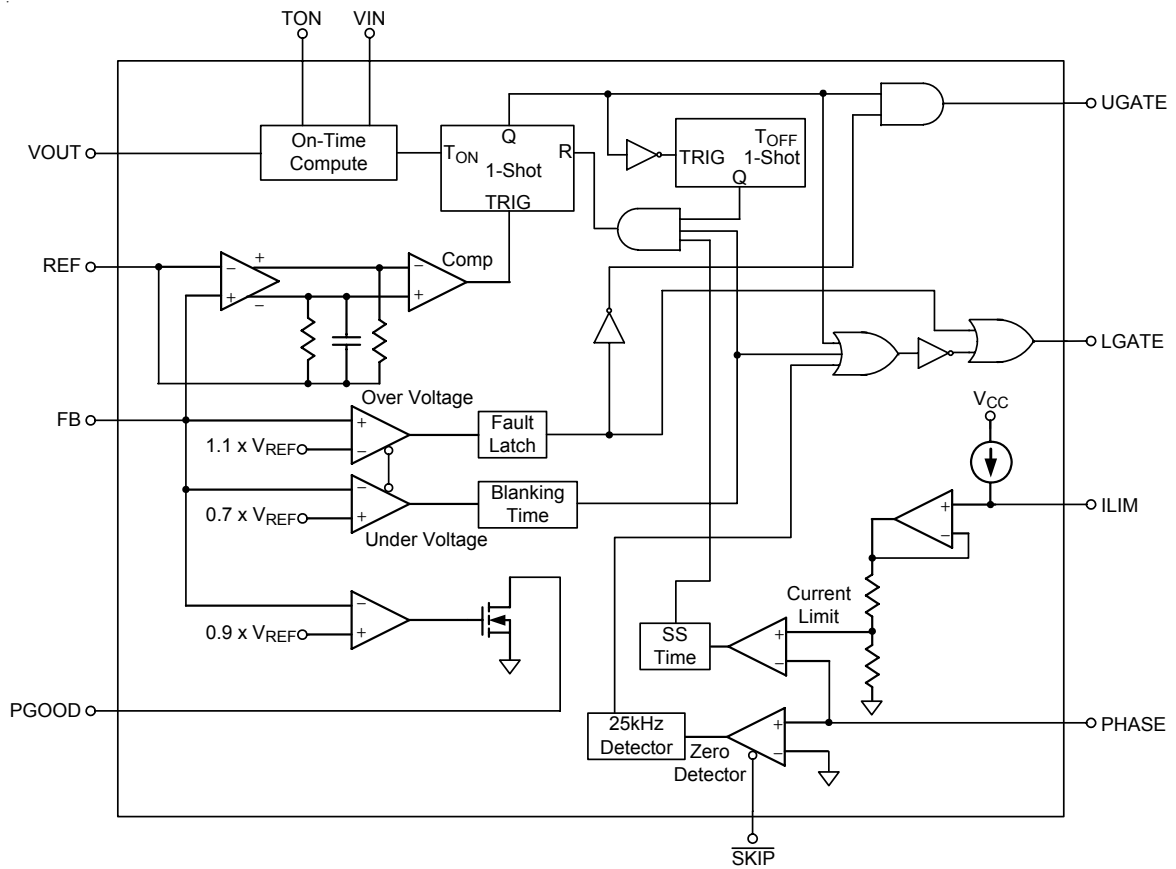 TON VIN
UGATE
VOUT
On-Time
Compute
TON
Q
1-Shot
R
TRIG
TRIG
TOFF
1-Shot
Q
REF
− + + −
Comp
− +
LGATE
FB
Over Voltage
+ −
1.1 x VREF
Fault
Latch
− +
0.7 x VREF
Under Voltage
Blanking
Time
VCC
ILIM
+ −
− +
0.9 x VREF
Current
Limit
+ −
SS
Time
PGOOD
25kHz
Detector
Zero
Detector
+ −
PHASE
SKIP